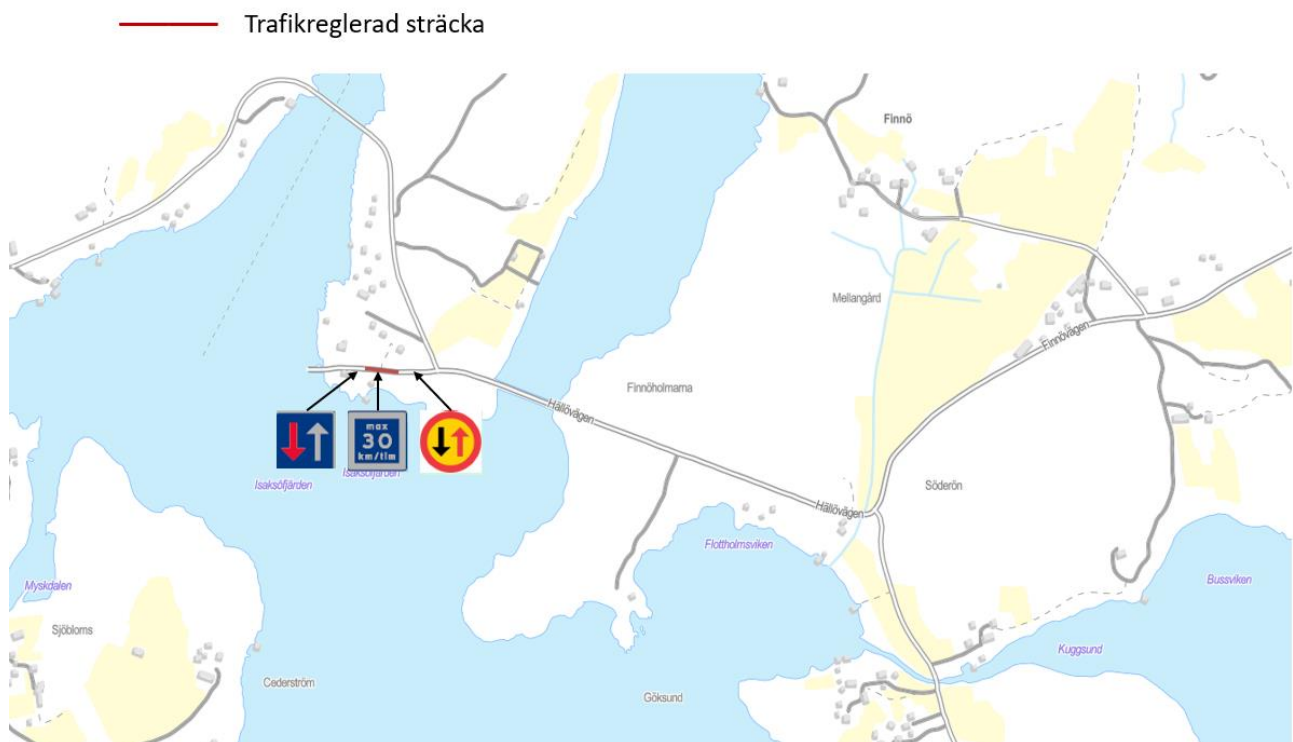 Trafikreglerad sträcka
Finnö
Mellangård
Finnövägen
Finnöholmarna
Hällövägen
max
30
km/tim
Isaksöfjärden
Isaksöfjärden
Söderön
Hällövägen
Flottholmsviken
Myskdalen
Bussviken
Sjöbloms
Kuggsund
Cederström
Göksund